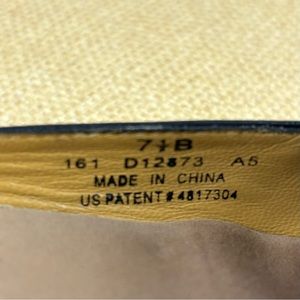 7½B
161 D12873 A5
MADE IN CHINA
US PATENT # 4817304